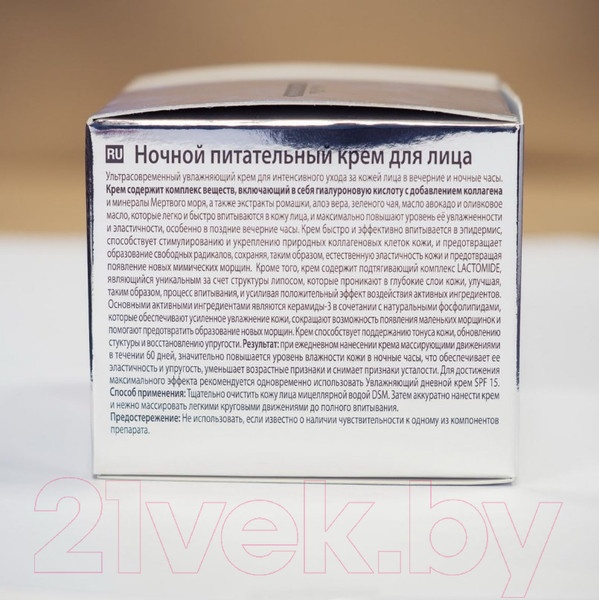 RU Ночной питательный крем для лица
Ультрасовременный увлажняющий крем для интенсивного ухода за кожей лица в вечерние и ночные часы.
Крем содержит комплекс веществ, включающий в себя гиалуроновую кислоту с добавлением коллагена
и минералы Мертвого моря, а также экстракты ромашки, алоэ вера, зеленого чая, масло авокадо и оливковое
масло, которые легко и быстро впитываются в кожу лица, и максимально повышают уровень её увлажненности
и эластичности, особенно в поздние вечерние часы. Крем быстро и эффективно впитывается в эпидермис,
способствует стимулированию и укреплению природных коллагеновых клеток кожи, и предотвращает
образование свободных радикалов, сохраняя, таким образом, естественную эластичность кожи и предотвращая
появление новых мимических морщин. Кроме того, крем содержит подтягивающий комплекс LACTOMIDE,
являющийся уникальным за счет структуры липосом, которые проникают в глубокие слои кожи, улучшая,
таким образом, процесс впитывания, и усиливая положительный эффект воздействия активных ингредиентов.
Основными активными ингредиентами являются керамиды-3 в сочетании с натуральными фосфолипидами,
которые обеспечивают усиленное увлажнение кожи, сокращают возможность появления маленьких морщинок и
помогают предотвратить образование новых морщин. Крем способствует поддержанию тонуса кожи, обновлению
стуктуры и восстановлению упругости. Результат: при ежедневном нанесении крема массирующими движениями
в течении 60 дней, значительно повышается уровень влажности кожи в ночные часы, что обеспечивает ее
эластичность и упругость, уменьшает возрастные признаки и снимает признаки усталости. Для достижения
максимального эффекта рекомендуется одновременно использовать Увлажняющий дневной крем SPF 15.
Способ применения: Тщательно очистить кожу лица мицеллярной водой DSM. Затем аккуратно нанести крем
и нежно массировать легкими круговыми движениями до полного впитывания.
Предостережение: Не использовать, если известно о наличии чувствительности к одному из компонентов
препарата.
21vek.by